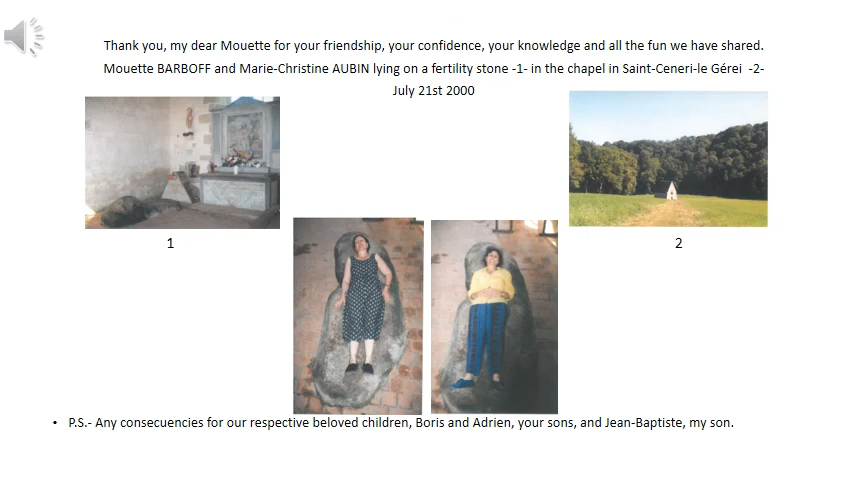 Thank you, my dear Mouette for your friendship, your confidence, your knowledge and all the fun we have shared.
Mouette BARBOFF and Marie-Christine AUBIN lying on a fertility stone -1- in the chapel in Saint-Ceneri-le Gérei -2-
July 21st 2000
1
2
• P.S.- Any consecuencies for our respective beloved children, Boris and Adrien, your sons, and Jean-Baptiste, my son.